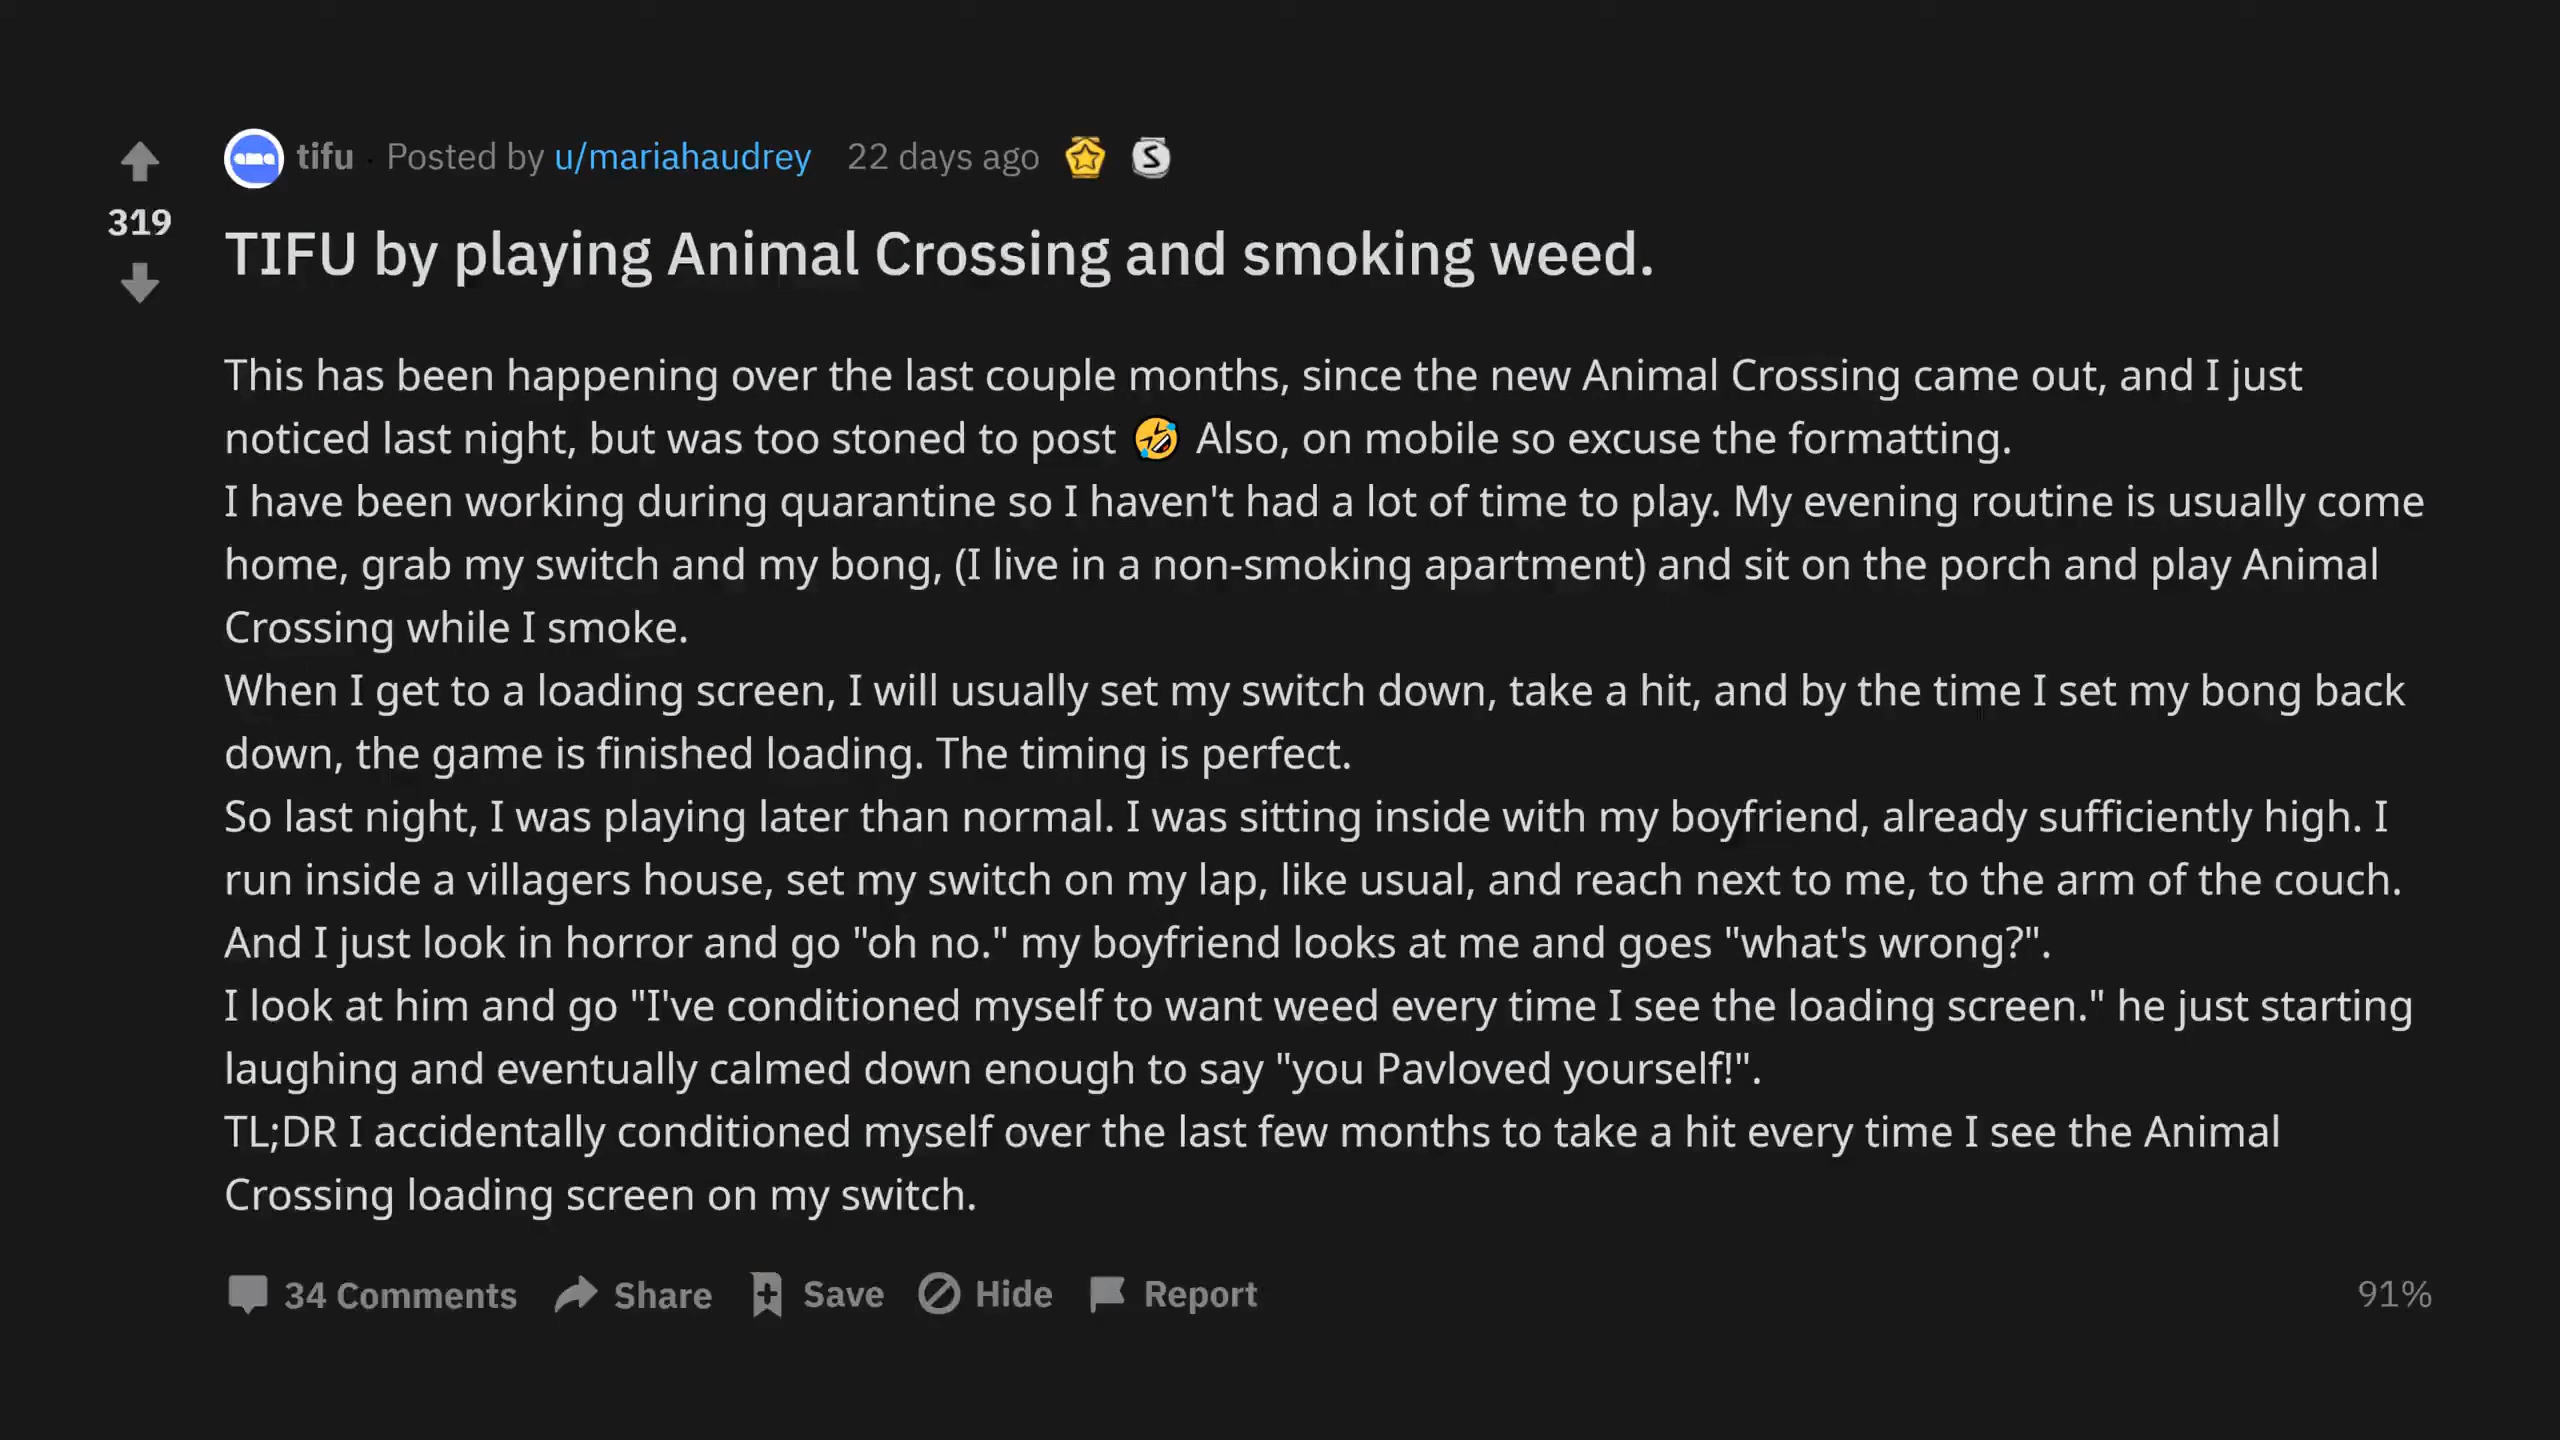 tifu · Posted by u/mariahaudrey 22 days ago
319
TIFU by playing Animal Crossing and smoking weed.
This has been happening over the last couple months, since the new Animal Crossing came out, and I just
noticed last night, but was too stoned to post 🤣 Also, on mobile so excuse the formatting.
I have been working during quarantine so I haven't had a lot of time to play. My evening routine is usually come
home, grab my switch and my bong, (I live in a non-smoking apartment) and sit on the porch and play Animal
Crossing while I smoke.
When I get to a loading screen, I will usually set my switch down, take a hit, and by the time I set my bong back
down, the game is finished loading. The timing is perfect.
So last night, I was playing later than normal. I was sitting inside with my boyfriend, already sufficiently high. I
run inside a villagers house, set my switch on my lap, like usual, and reach next to me, to the arm of the couch.
And I just look in horror and go "oh no." my boyfriend looks at me and goes "what's wrong?".
I look at him and go "I've conditioned myself to want weed every time I see the loading screen." he just starting
laughing and eventually calmed down enough to say "you Pavloved yourself!".
TL;DR I accidentally conditioned myself over the last few months to take a hit every time I see the Animal
Crossing loading screen on my switch.
34 Comments Share Save Hide Report 91%